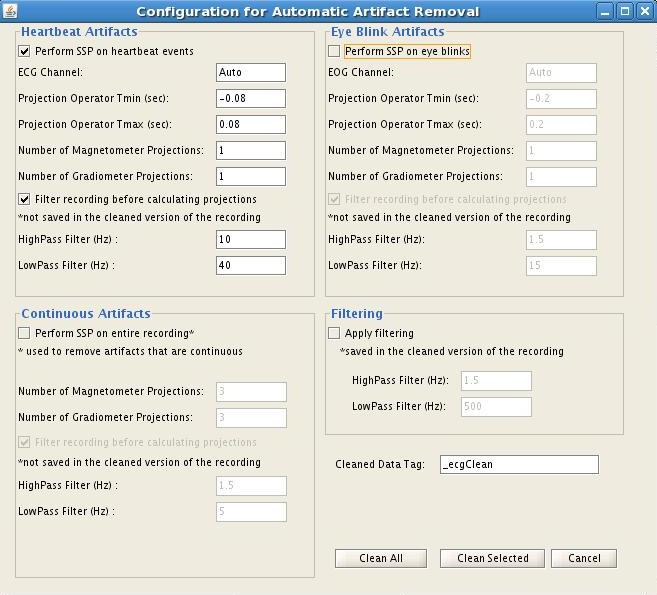 Configuration for Automatic Artifact Removal
Heartbeat Artifacts
Perform SSP on heartbeat events
ECG Channel: Auto
Projection Operator Tmin (sec): -0.08
Projection Operator Tmax (sec): 0.08
Number of Magnetometer Projections: 1
Number of Gradiometer Projections: 1
Filter recording before calculating projections
*not saved in the cleaned version of the recording
HighPass Filter (Hz) : 10
LowPass Filter (Hz) : 40
Eye Blink Artifacts
Perform SSP on eye blinks
EOG Channel: Auto
Projection Operator Tmin (sec): -0.2
Projection Operator Tmax (sec): 0.2
Number of Magnetometer Projections: 1
Number of Gradiometer Projections: 1
Filter recording before calculating projections
*not saved in the cleaned version of the recording
HighPass Filter (Hz): 1.5
LowPass Filter (Hz): 15
Continuous Artifacts
Perform SSP on entire recording*
* used to remove artifacts that are continuous
Number of Magnetometer Projections: 3
Number of Gradiometer Projections: 3
Filter recording before calculating projections
*not saved in the cleaned version of the recording
HighPass Filter (Hz) : 1.5
LowPass Filter (Hz) : 5
Filtering
Apply filtering
*saved in the cleaned version of the recording
HighPass Filter (Hz): 1.5
LowPass Filter (Hz): 500
Cleaned Data Tag: _ecgClean
Clean All Clean Selected Cancel